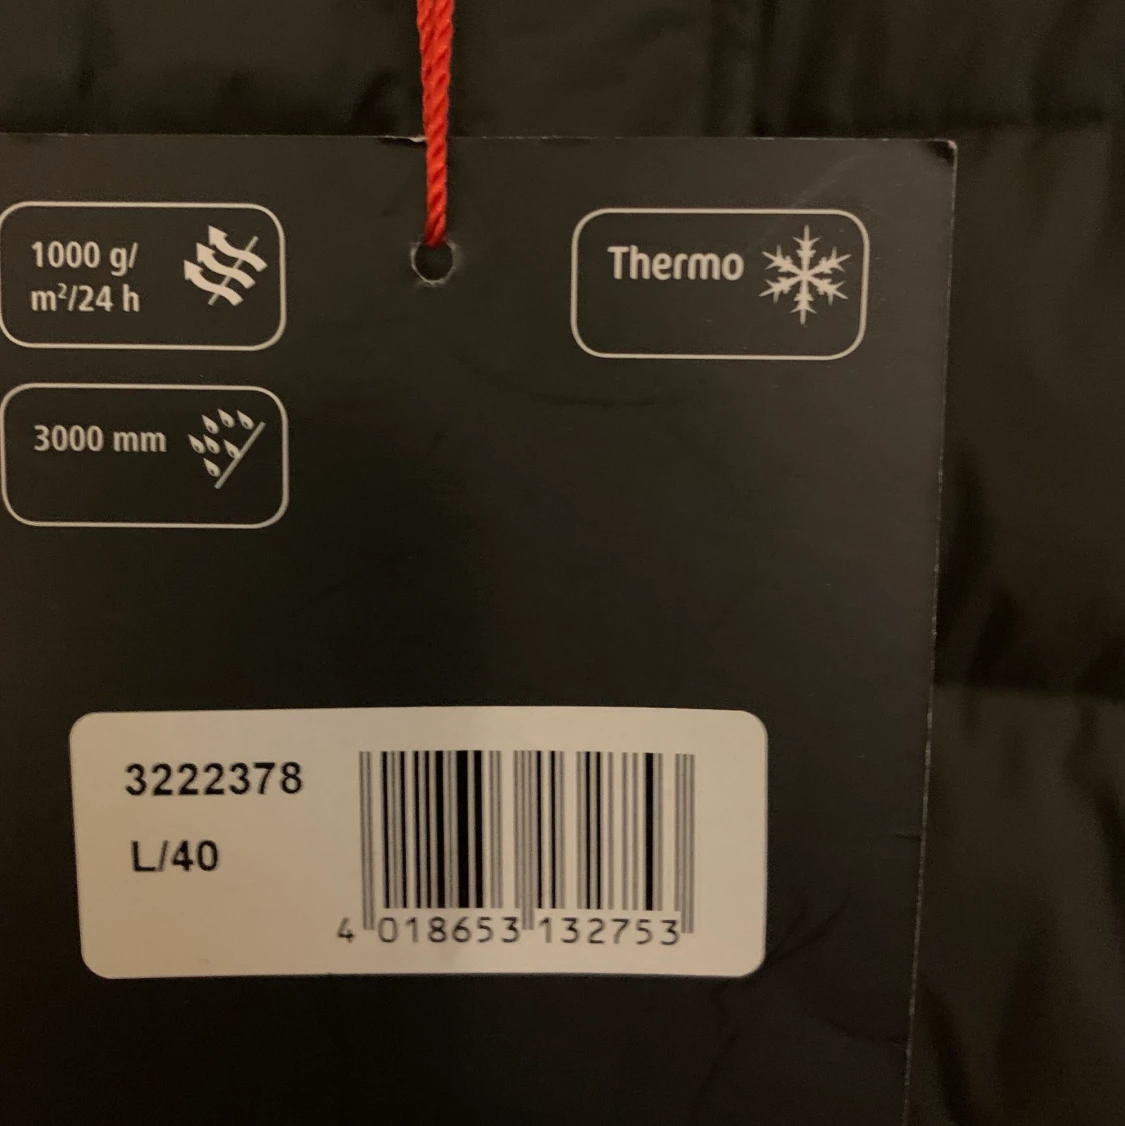 1000 g/
m²/24 h
Thermo
3000 mm
3222378
L/40
4 018653 132753